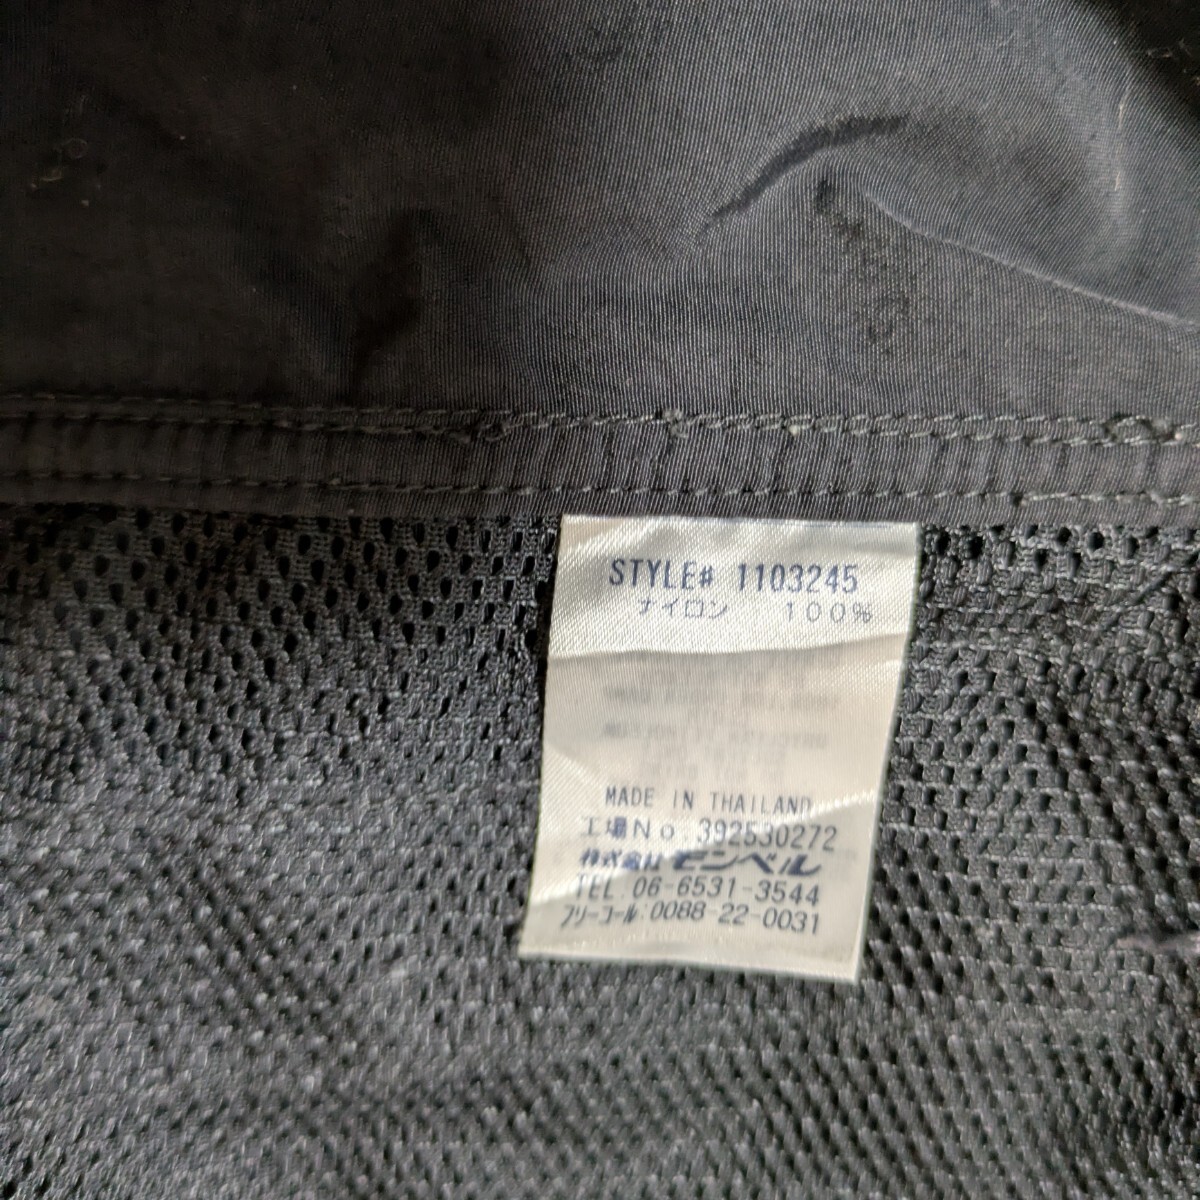 STYLE# 1103245
ナイロン 100%
MADE IN THAILAND
工場No 392530272
株式会社モンベル
TEL.06-6531-3544
フリーコール:0088-22-0031